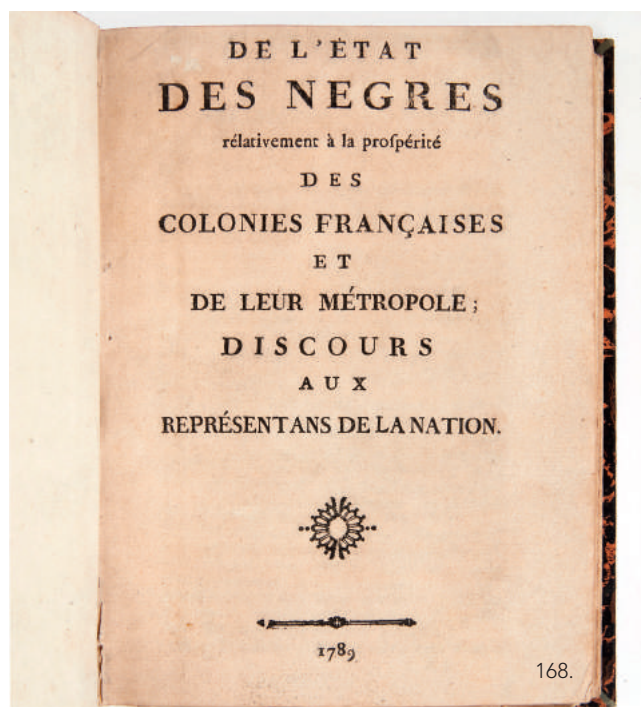 DE L'ÉTAT
DES NEGRES
rélativement à la proſpérité
DES
COLONIES FRANÇAISES
ET
DE LEUR MÉTROPOLE;
DISCOURS
AUX
REPRÉSENTANS DE LA NATION.
1789
168.